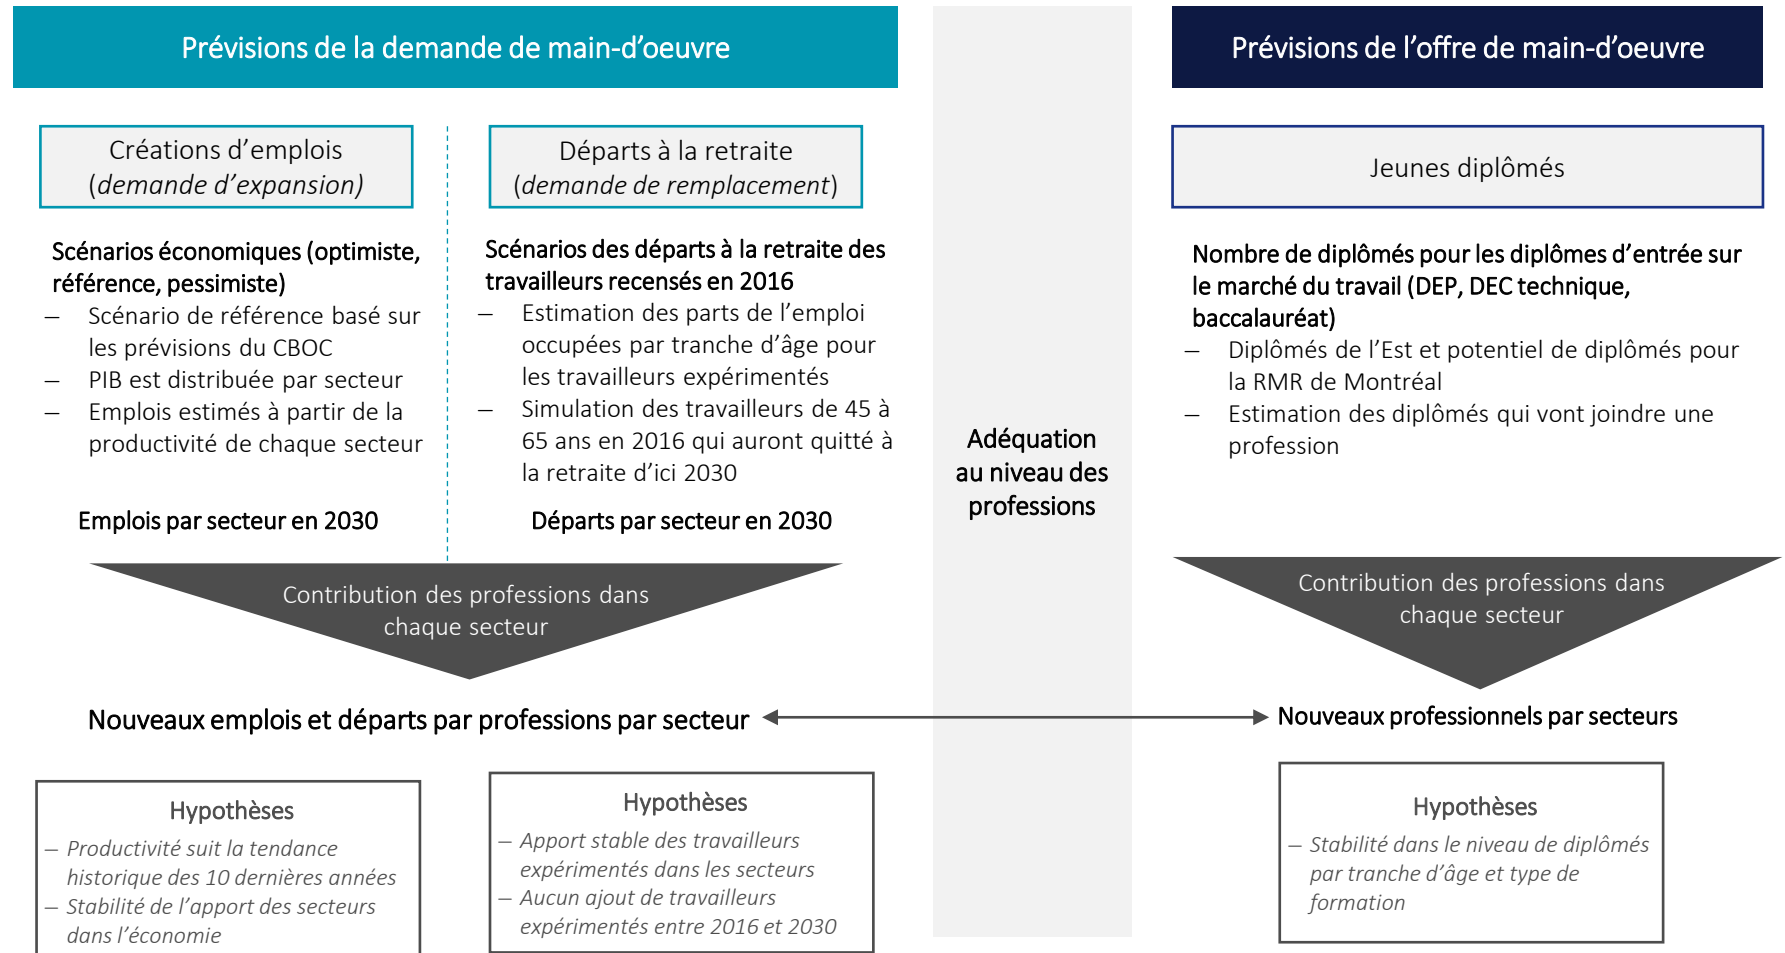 Prévisions de la demande de main-d'oeuvre
Créations d'emplois
(demande d'expansion)
Scénarios économiques (optimiste,
référence, pessimiste)
– Scénario de référence basé sur
les prévisions du CBOC
– PIB est distribuée par secteur
– Emplois estimés à partir de la
productivité de chaque secteur
Emplois par secteur en 2030
Départs à la retraite
(demande de remplacement)
Scénarios des départs à la retraite des
travailleurs recensés en 2016
– Estimation des parts de l'emploi
occupées par tranche d'âge pour
les travailleurs expérimentés
– Simulation des travailleurs de 45 à
65 ans en 2016 qui auront quitté à
la retraite d'ici 2030
Départs par secteur en 2030
Contribution des professions dans
chaque secteur
Nouveaux emplois et départs par professions par secteur
Hypothèses
– Productivité suit la tendance
historique des 10 dernières années
– Stabilité de l'apport des secteurs
dans l'économie
Hypothèses
– Apport stable des travailleurs
expérimentés dans les secteurs
– Aucun ajout de travailleurs
expérimentés entre 2016 et 2030
Adéquation
au niveau des
professions
Prévisions de l'offre de main-d'oeuvre
Jeunes diplômés
Nombre de diplômés pour les diplômes d'entrée sur
le marché du travail (DEP, DEC technique,
baccalauréat)
– Diplômés de l'Est et potentiel de diplômés pour
la RMR de Montréal
– Estimation des diplômés qui vont joindre une
profession
Contribution des professions dans
chaque secteur
Nouveaux professionnels par secteurs
Hypothèses
– Stabilité dans le niveau de diplômés
par tranche d'âge et type de
formation